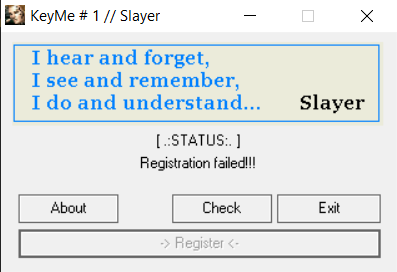 KeyMe # 1 // Slayer
I hear and forget,
I see and remember,
I do and understand... Slayer
[ .:STATUS:. ]
Registration failed!!!
About Check Exit
-> Register <-